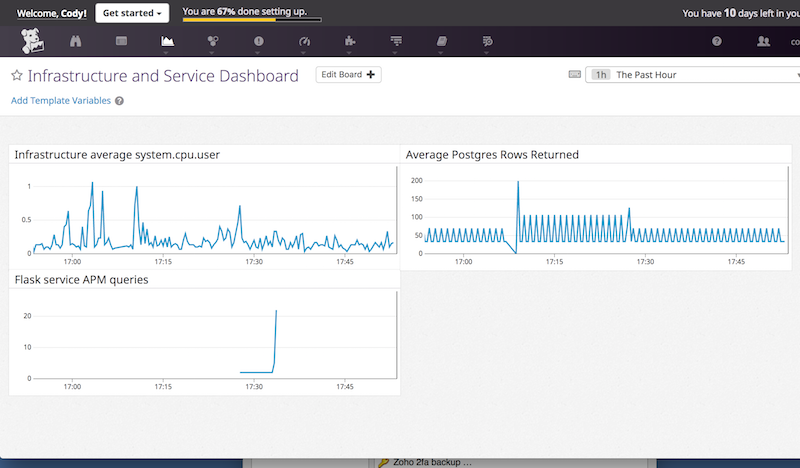 Welcome, Cody!
Get started
You are 67% done setting up.
You have 10 days left in you
co
Infrastructure and Service Dashboard
Edit Board
1h The Past Hour
Add Template Variables
Infrastructure average system.cpu.user
1
0.5
0
17:00 17:15 17:30 17:45
Average Postgres Rows Returned
200
150
100
50
0
17:00 17:15 17:30 17:45
Flask service APM queries
20
10
0
17:00 17:15 17:30 17:45
Zoho 2fa backup ...